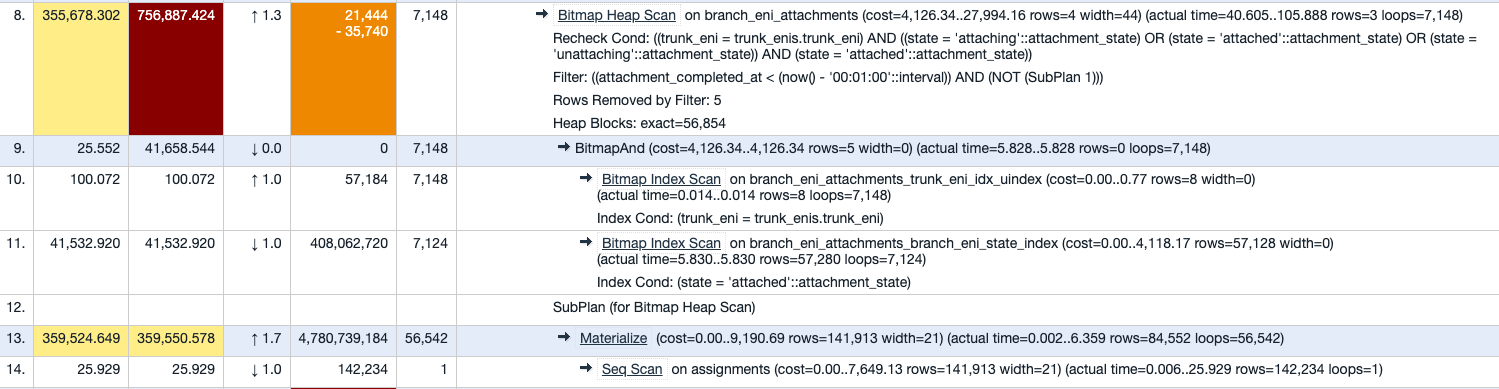 8. 355,678.302 756,887.424 ↑ 1.3 21,444 7,148 → Bitmap Heap Scan on branch_eni_attachments (cost=4,126.34..27,994.16 rows=4 width=44) (actual time=40.605..105.888 rows=3 loops=7,148)
- 35,740
Recheck Cond: ((trunk_eni = trunk_enis.trunk_eni) AND ((state = 'attaching'::attachment_state) OR (state = 'attached'::attachment_state) OR (state =
'unattaching'::attachment_state)) AND (state = 'attached'::attachment_state))
Filter: ((attachment_completed_at < (now() - '00:01:00'::interval)) AND (NOT (SubPlan 1)))
Rows Removed by Filter: 5
Heap Blocks: exact=56,854
9. 25.552 41,658.544 ↓ 0.0 0 7,148 → BitmapAnd (cost=4,126.34..4,126.34 rows=5 width=0) (actual time=5.828..5.828 rows=0 loops=7,148)
10. 100.072 100.072 ↑ 1.0 57,184 7,148 → Bitmap Index Scan on branch_eni_attachments_trunk_eni_idx_uindex (cost=0.00..0.77 rows=8 width=0)
(actual time=0.014..0.014 rows=8 loops=7,148)
Index Cond: (trunk_eni = trunk_enis.trunk_eni)
11. 41,532.920 41,532.920 ↓ 1.0 408,062,720 7,124 → Bitmap Index Scan on branch_eni_attachments_branch_eni_state_index (cost=0.00..4,118.17 rows=57,128 width=0)
(actual time=5.830..5.830 rows=57,280 loops=7,124)
Index Cond: (state = 'attached'::attachment_state)
12. SubPlan (for Bitmap Heap Scan)
13. 359,524.649 359,550.578 ↑ 1.7 4,780,739,184 56,542 → Materialize (cost=0.00..9,190.69 rows=141,913 width=21) (actual time=0.002..6.359 rows=84,552 loops=56,542)
14. 25.929 25.929 ↓ 1.0 142,234 1 → Seq Scan on assignments (cost=0.00..7,649.13 rows=141,913 width=21) (actual time=0.006..25.929 rows=142,234 loops=1)